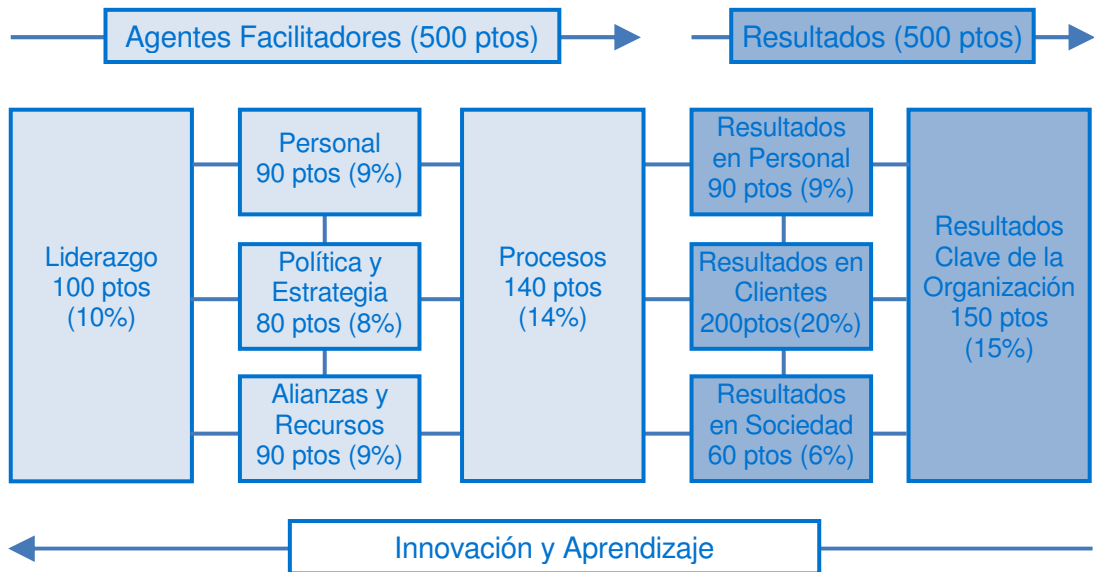 Agentes Facilitadores (500 ptos)
Resultados (500 ptos)
Liderazgo
100 ptos
(10%)
Personal
90 ptos (9%)
Política y
Estrategia
80 ptos (8%)
Alianzas y
Recursos
90 ptos (9%)
Procesos
140 ptos
(14%)
Resultados
en Personal
90 ptos (9%)
Resultados en
Clientes
200ptos(20%)
Resultados
en Sociedad
60 ptos (6%)
Resultados
Clave de la
Organización
150 ptos
(15%)
Innovación y Aprendizaje